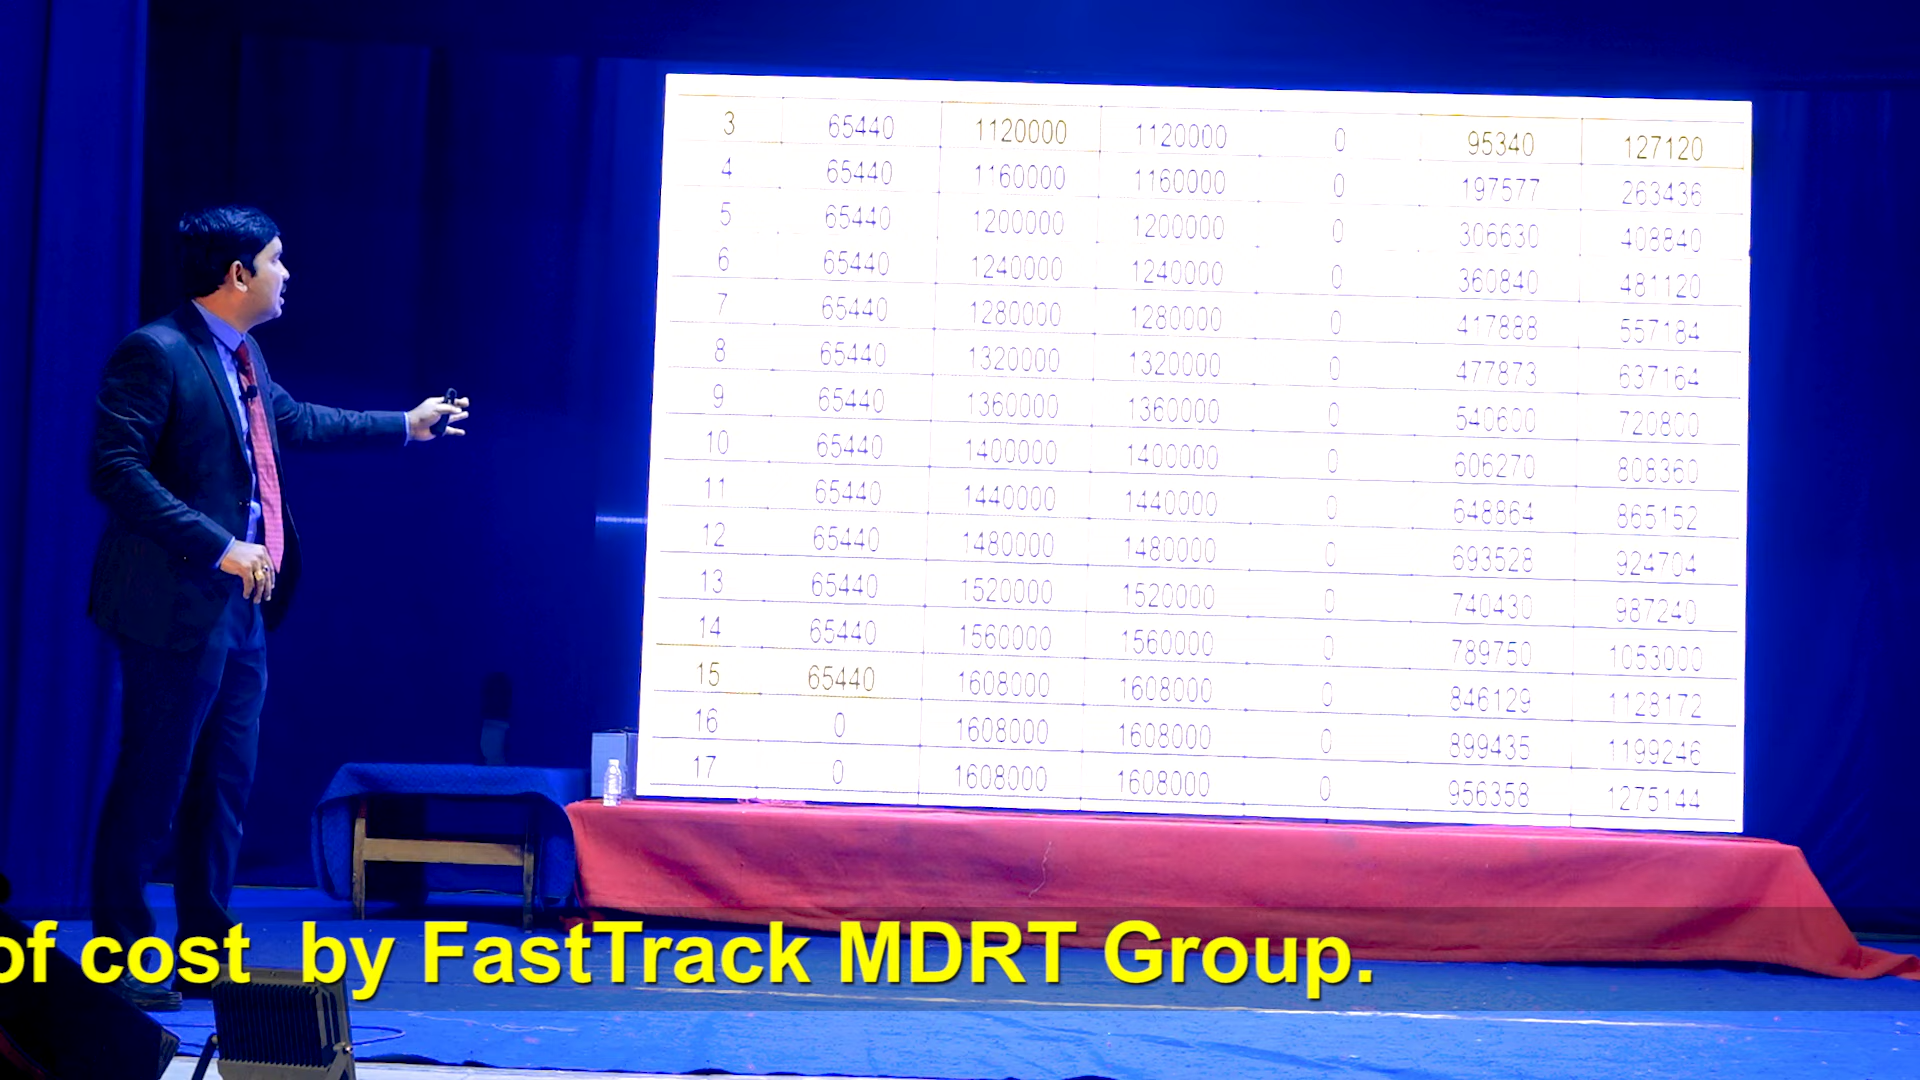 3 65440 1120000 1120000 0 95340 127120
4 65440 1160000 1160000 0 197577 263436
5 65440 1200000 1200000 0 306630 408840
6 65440 1240000 1240000 0 360840 481120
7 65440 1280000 1280000 0 417888 557184
8 65440 1320000 1320000 0 477873 637164
9 65440 1360000 1360000 0 540600 720800
10 65440 1400000 1400000 0 606270 808360
11 65440 1440000 1440000 0 648864 865152
12 65440 1480000 1480000 0 693528 924704
13 65440 1520000 1520000 0 740430 987240
14 65440 1560000 1560000 0 789750 1053000
15 65440 1608000 1608000 0 846129 1128172
16 0 1608000 1608000 0 899435 1199246
17 0 1608000 1608000 0 956358 1275144
of cost by FastTrack MDRT Group.